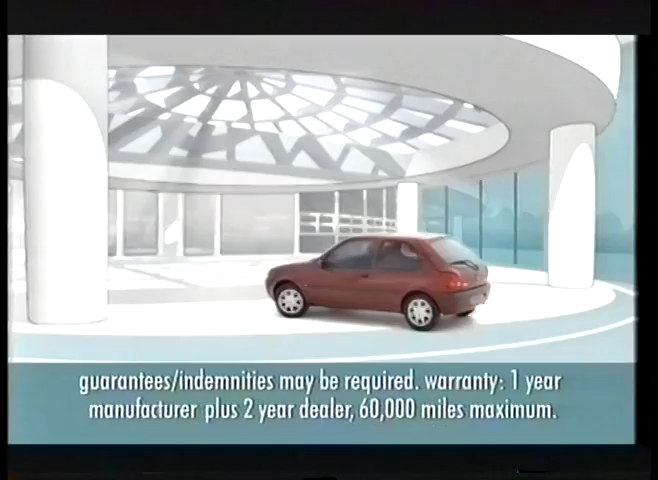 guarantees/indemnities may be required. warranty: 1 year
manufacturer plus 2 year dealer, 60,000 miles maximum.